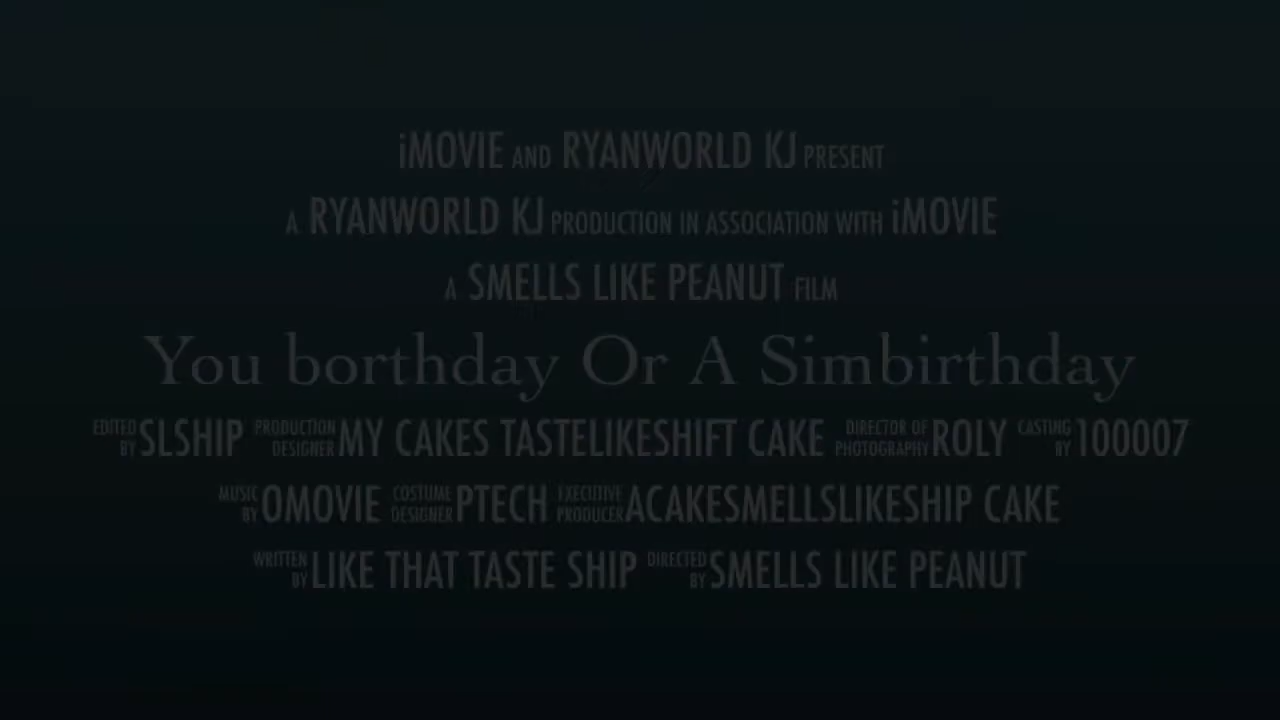 iMOVIE AND RYANWORLD KJ PRESENT
A RYANWORLD KJ PRODUCTION IN ASSOCIATION WITH iMOVIE
A SMELLS LIKE PEANUT FILM
You borthday Or A Simbirthday
EDITED BY SLSHIP PRODUCTION DESIGNER MY CAKES TASTELIKESHIFT CAKE DIRECTOR OF PHOTOGRAPHY ROLY CASTING BY 100007
MUSIC BY OMOVIE COSTUME DESIGNER PTECH EXECUTIVE PRODUCER ACAKESMELLSLIKESHIP CAKE
WRITTEN BY LIKE THAT TASTE SHIP DIRECTED BY SMELLS LIKE PEANUT